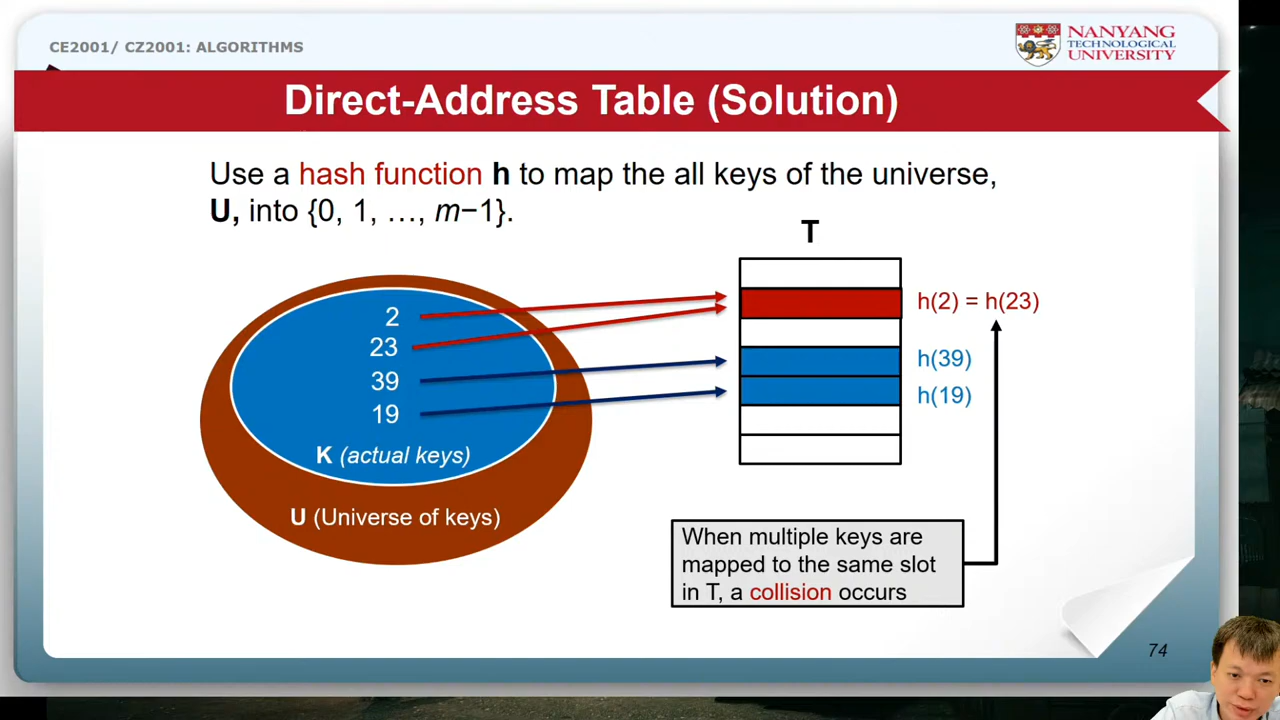 CE2001/ CZ2001: ALGORITHMS
NANYANG
TECHNOLOGICAL
UNIVERSITY
Direct-Address Table (Solution)
Use a hash function h to map the all keys of the universe,
U, into {0, 1, …, m−1}.
T
2
23
39
19
K (actual keys)
U (Universe of keys)
h(2) = h(23)
h(39)
h(19)
When multiple keys are
mapped to the same slot
in T, a collision occurs
74